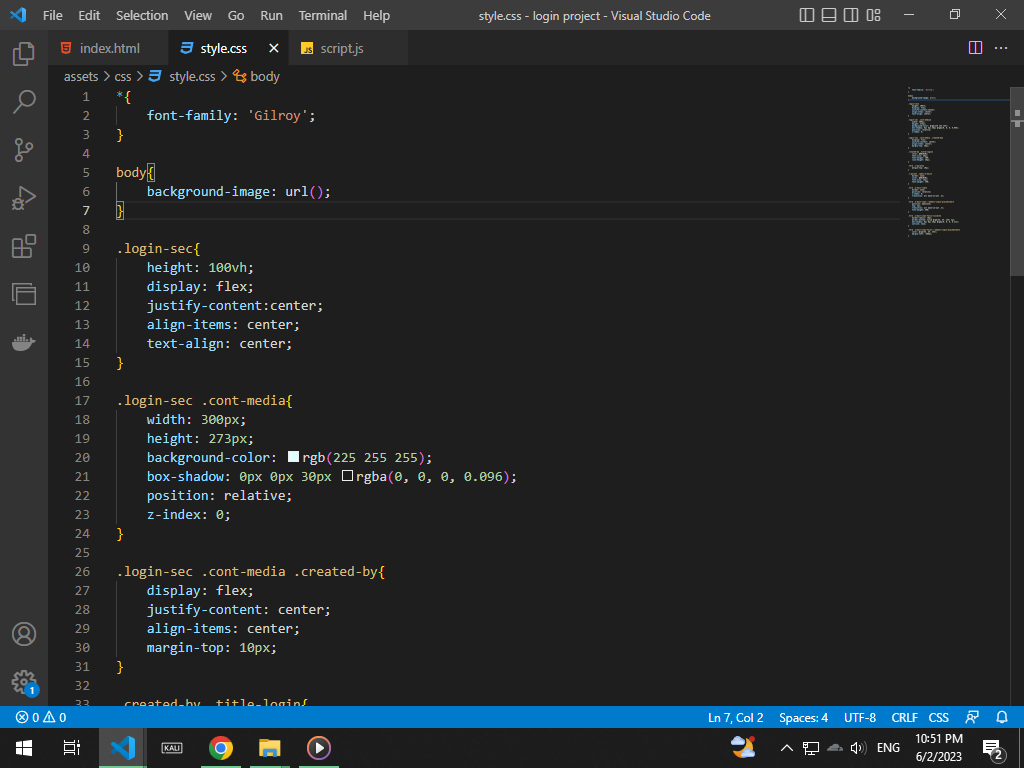 File Edit Selection View Go Run Terminal Help style.css - login project - Visual Studio Code
index.html style.css JS script.js
assets > css > style.css > body
1 *{
2 font-family: 'Gilroy';
3 }
4
5 body{
6 background-image: url();
7 }
8
9 .login-sec{
10 height: 100vh;
11 display: flex;
12 justify-content:center;
13 align-items: center;
14 text-align: center;
15 }
16
17 .login-sec .cont-media{
18 width: 300px;
19 height: 273px;
20 background-color: rgb(225 255 255);
21 box-shadow: 0px 0px 30px rgba(0, 0, 0, 0.096);
22 position: relative;
23 z-index: 0;
24 }
25
26 .login-sec .cont-media .created-by{
27 display: flex;
28 justify-content: center;
29 align-items: center;
30 margin-top: 10px;
31 }
32
33 .created-by .title-login{
1
0 0 Ln 7, Col 2 Spaces: 4 UTF-8 CRLF CSS
KALI ENG 10:51 PM
6/2/2023 2